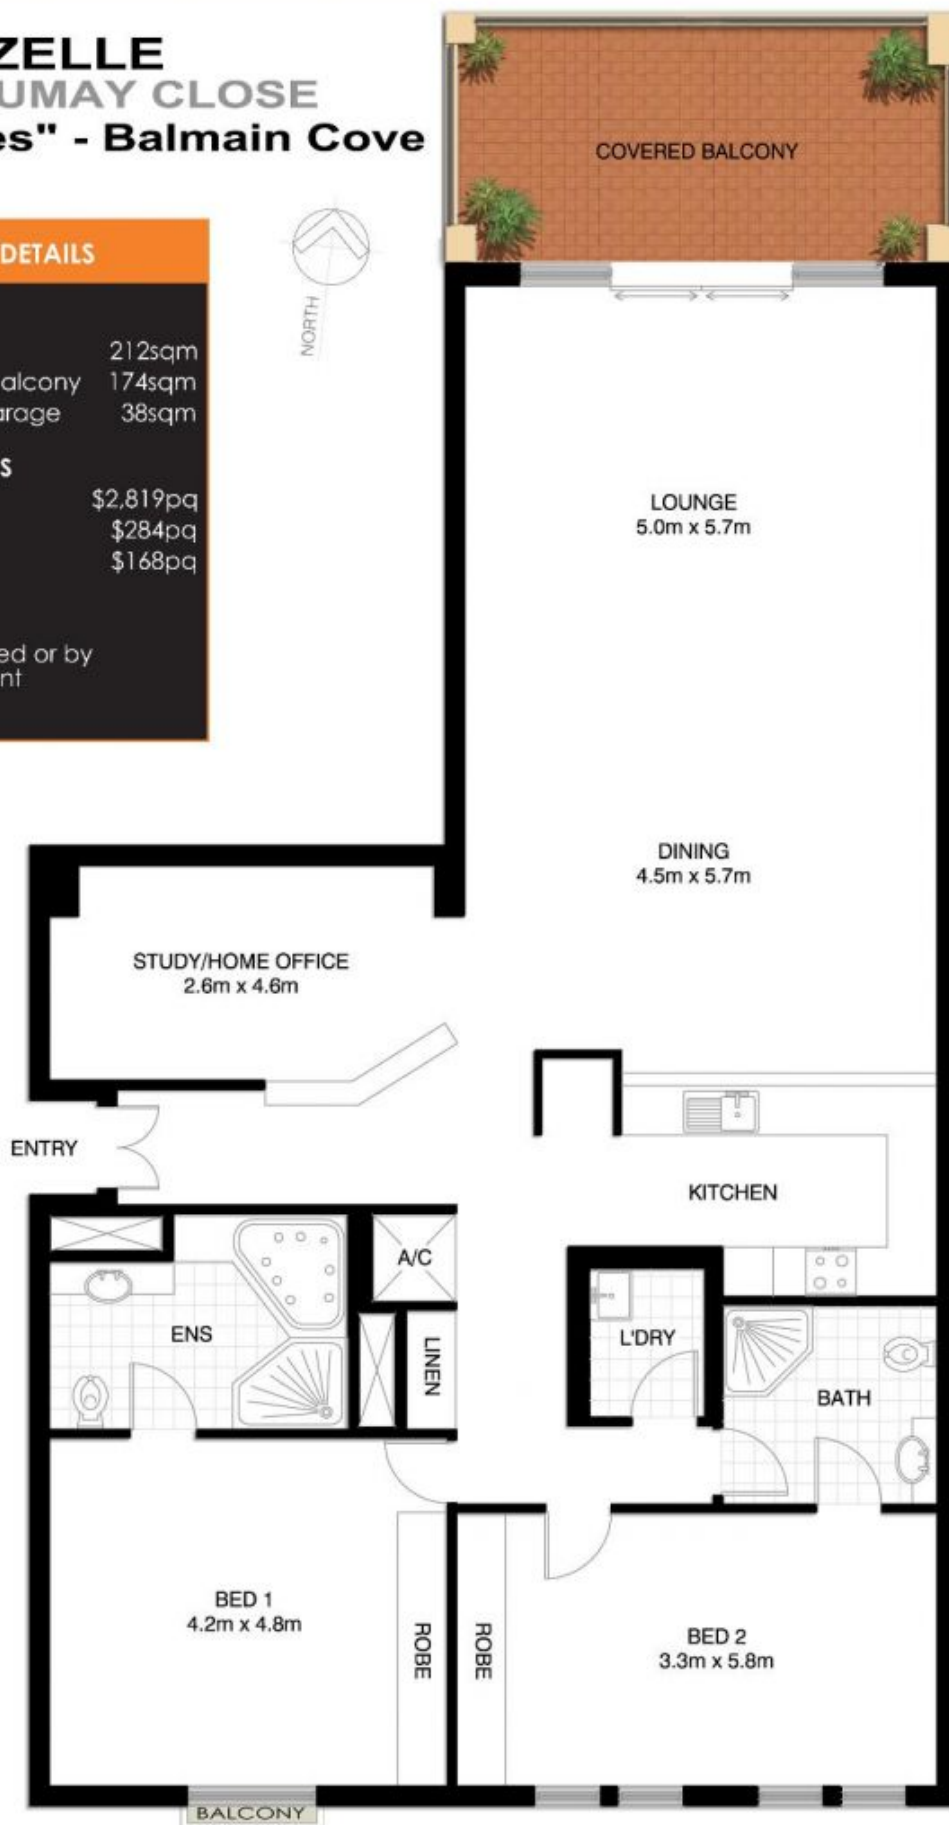 ZELLE
UMAY CLOSE
es" - Balmain Cove
DETAILS
212sqm
alcony 174sqm
arage 38sqm
S
$2,819pq
$284pq
$168pq
ed or by
nt
NORTH
COVERED BALCONY
LOUNGE
5.0m x 5.7m
DINING
4.5m x 5.7m
STUDY/HOME OFFICE
2.6m x 4.6m
ENTRY
KITCHEN
A/C
ENS
LINEN
L'DRY
BATH
BED 1
4.2m x 4.8m
ROBE
ROBE
BED 2
3.3m x 5.8m
BALCONY